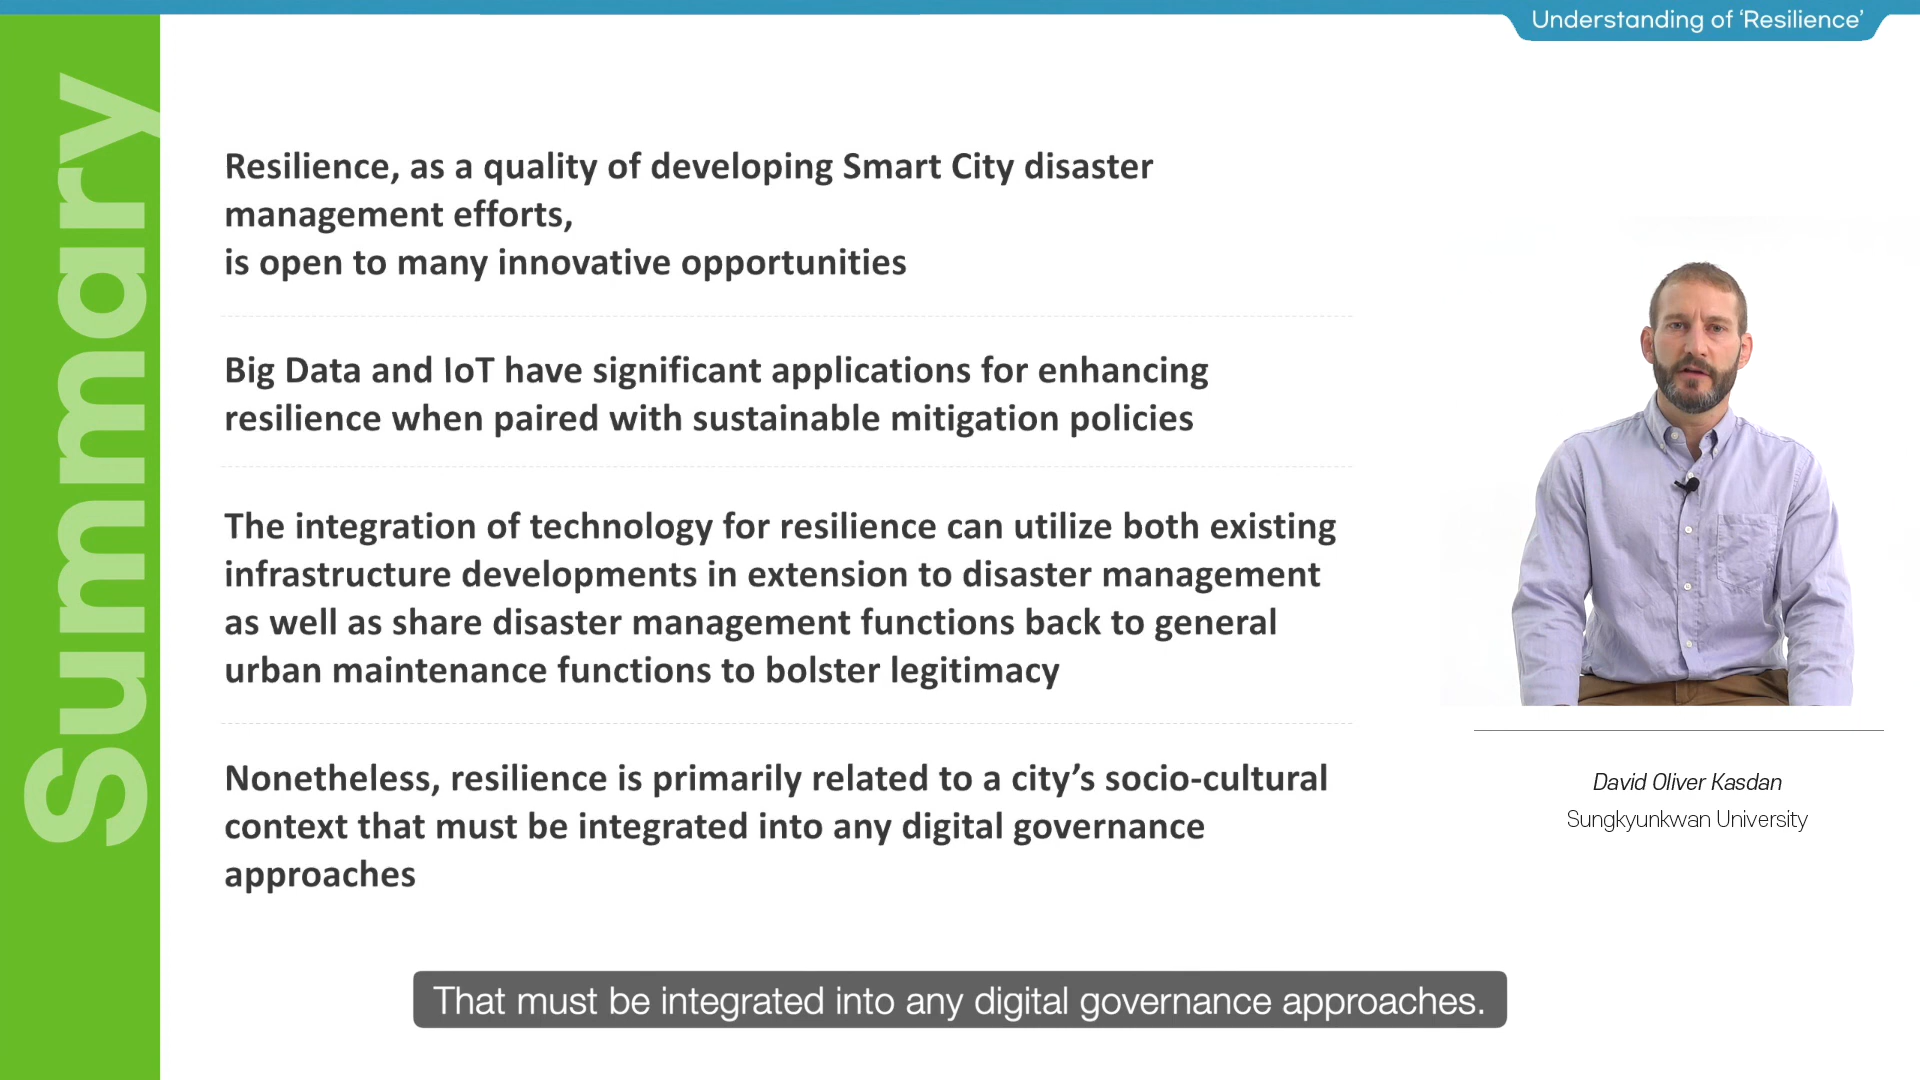 Understanding of ‘Resilience’
Summary
Resilience, as a quality of developing Smart City disaster
management efforts,
is open to many innovative opportunities
Big Data and IoT have significant applications for enhancing
resilience when paired with sustainable mitigation policies
The integration of technology for resilience can utilize both existing
infrastructure developments in extension to disaster management
as well as share disaster management functions back to general
urban maintenance functions to bolster legitimacy
Nonetheless, resilience is primarily related to a city’s socio-cultural
context that must be integrated into any digital governance
approaches
David Oliver Kasdan
Sungkyunkwan University
That must be integrated into any digital governance approaches.